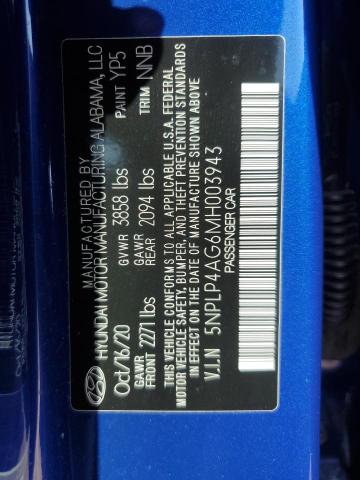 MANUFACTURED BY
HYUNDAI MOTOR MANUFACTURING ALABAMA, LLC
Oct/16/20 GVWR 3858 lbs PAINT YP5
GAWR FRONT 2271 lbs GAWR REAR 2094 lbs TRIM NNB
THIS VEHICLE CONFORMS TO ALL APPLICABLE U.S.A. FEDERAL
MOTOR VEHICLE SAFETY, BUMPER, AND THEFT PREVENTION STANDARDS
IN EFFECT ON THE DATE OF MANUFACTURE SHOWN ABOVE
V.I.N 5NPLP4AG6MH003943
PASSENGER CAR